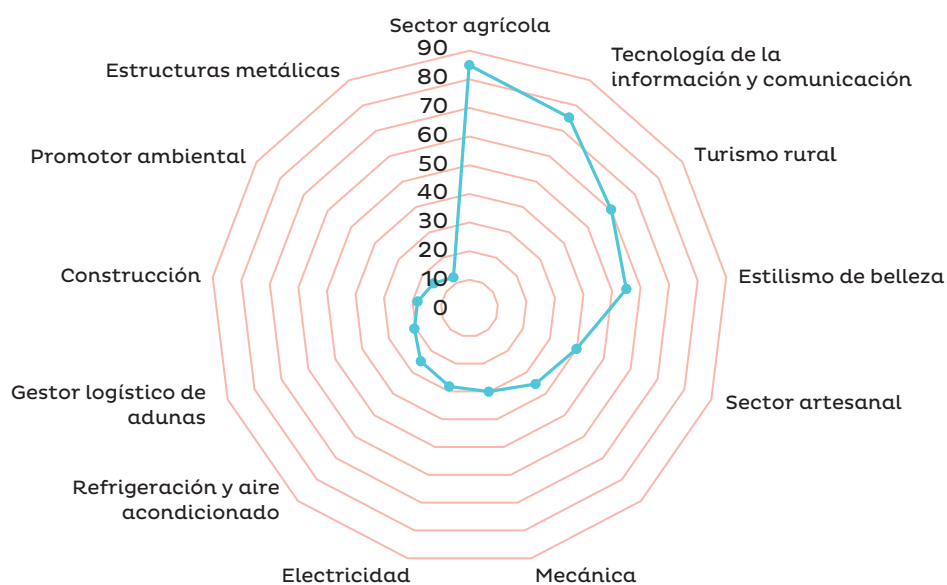 Sector agrícola
90
80
70
60
50
40
30
20
10
0
Tecnología de la
información y comunicación
Turismo rural
Estilismo de belleza
Sector artesanal
Mecánica
Electricidad
Refrigeración y aire
acondicionado
Gestor logístico de
adunas
Construcción
Promotor ambiental
Estructuras metálicas